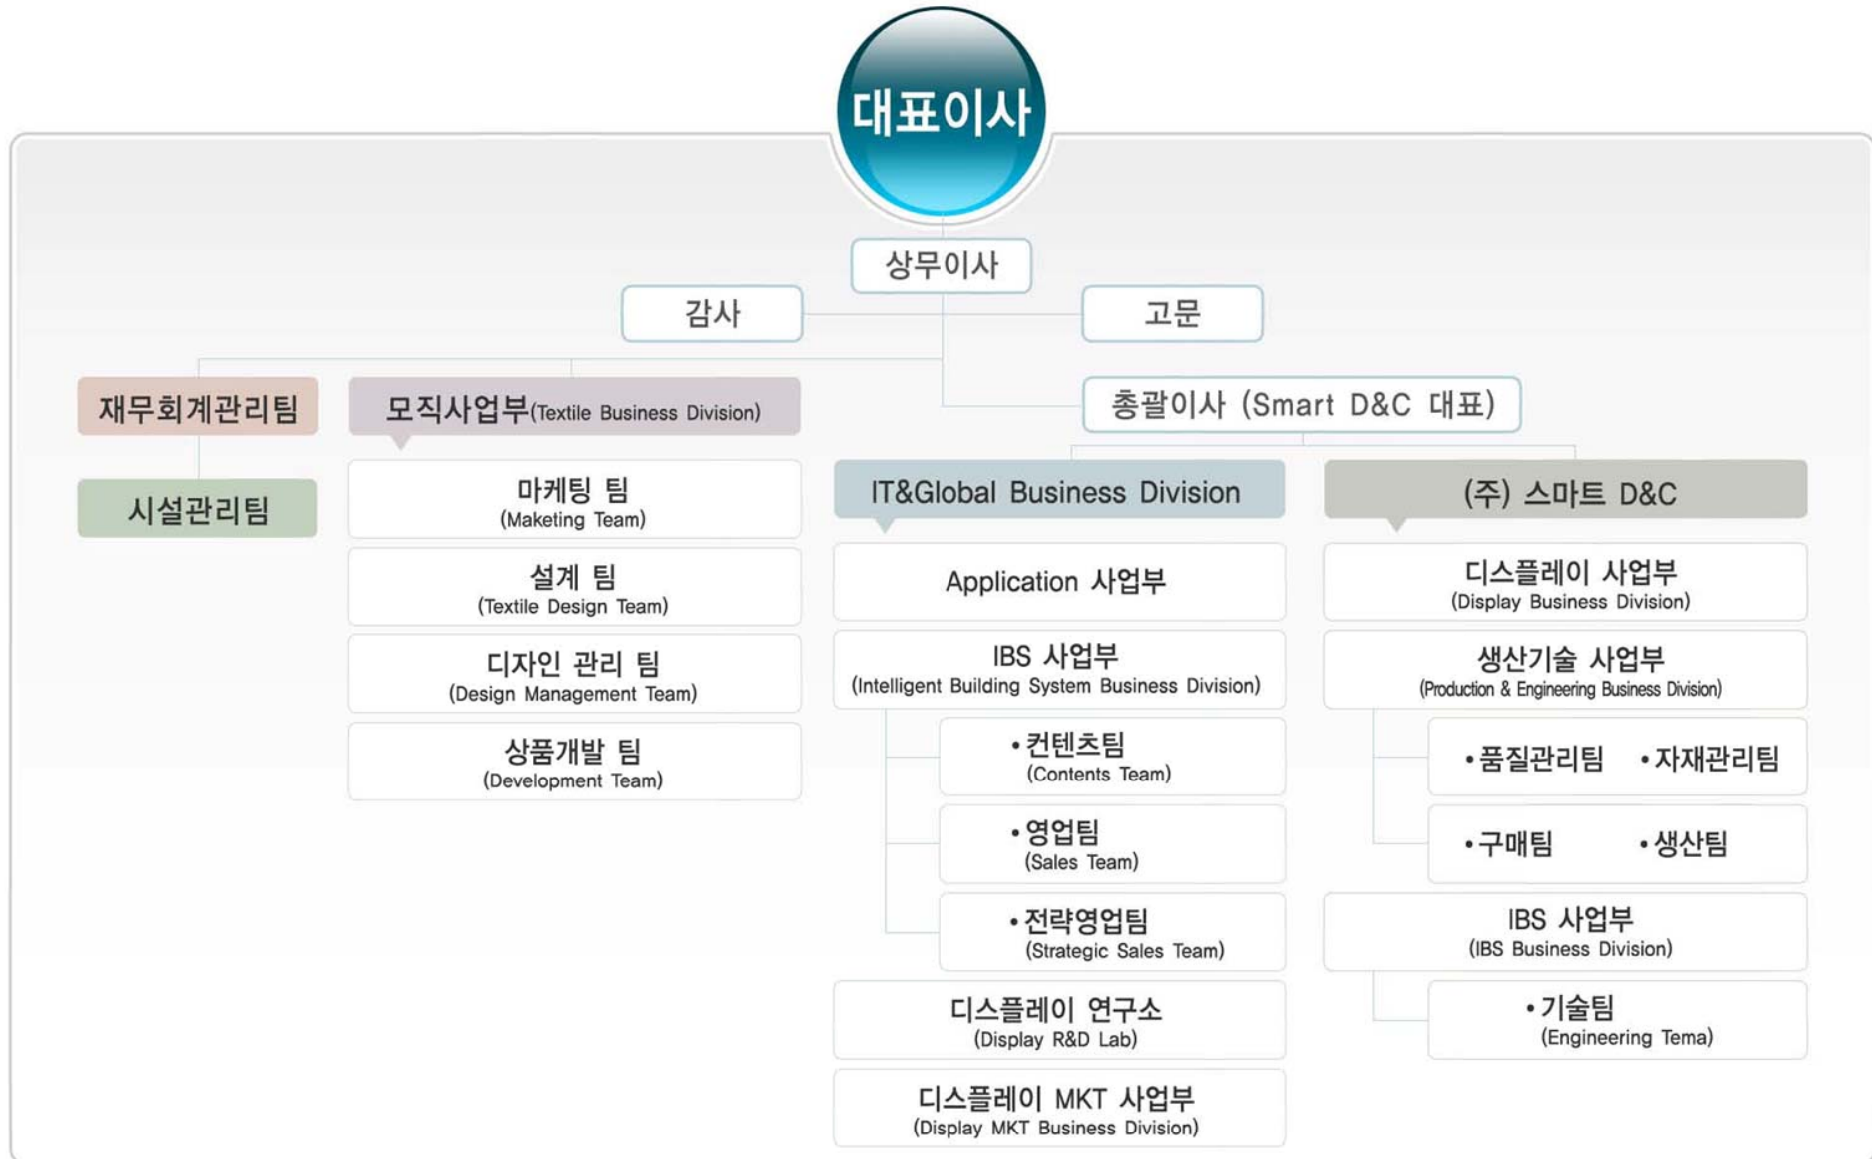 대표이사
상무이사
감사
고문
재무회계관리팀
시설관리팀
모직사업부(Textile Business Division)
마케팅 팀
(Maketing Team)
설계 팀
(Textile Design Team)
디자인 관리 팀
(Design Management Team)
상품개발 팀
(Development Team)
총괄이사 (Smart D&C 대표)
IT&Global Business Division
Application 사업부
IBS 사업부
(Intelligent Building System Business Division)
• 컨텐츠팀
(Contents Team)
• 영업팀
(Sales Team)
• 전략영업팀
(Strategic Sales Team)
디스플레이 연구소
(Display R&D Lab)
디스플레이 MKT 사업부
(Display MKT Business Division)
(주) 스마트 D&C
디스플레이 사업부
(Display Business Division)
생산기술 사업부
(Production & Engineering Business Division)
• 품질관리팀 • 자재관리팀
• 구매팀 • 생산팀
IBS 사업부
(IBS Business Division)
• 기술팀
(Engineering Tema)